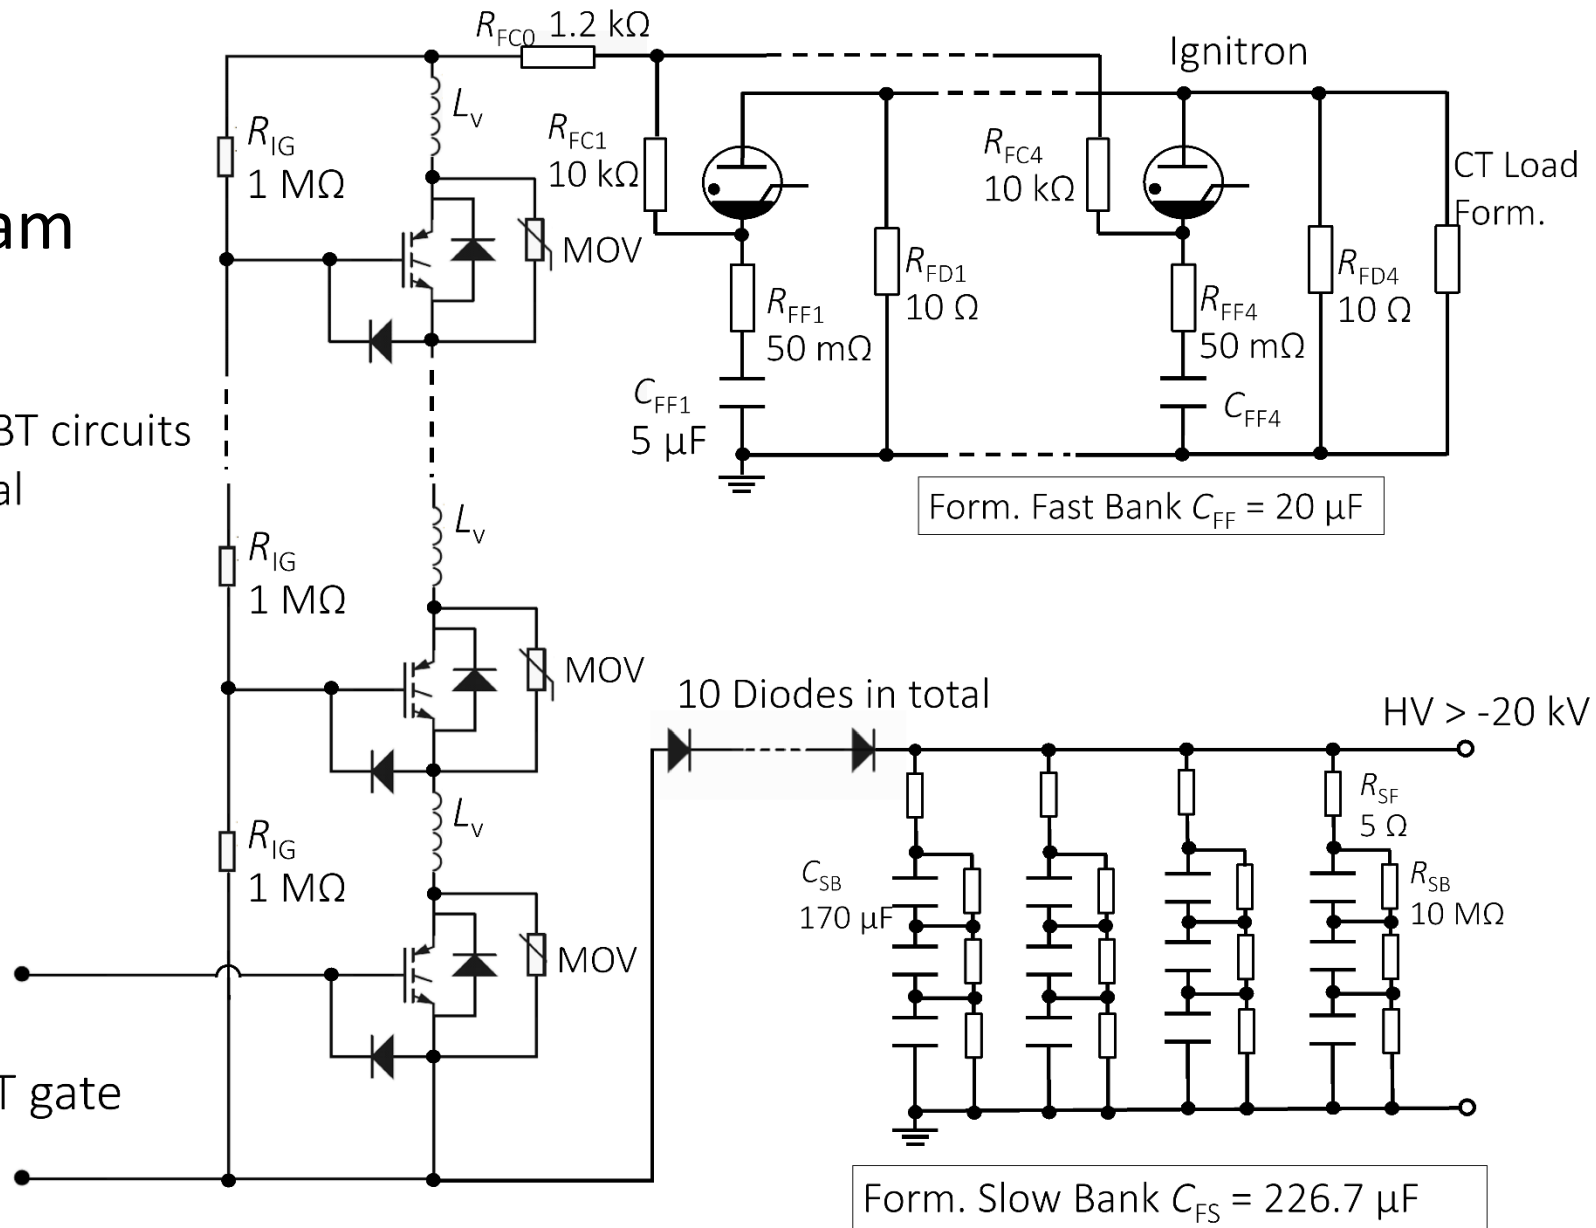 R_FC0 1.2 kΩ
Ignitron
L_v
R_IG
1 MΩ
R_FC1
10 kΩ
R_FC4
10 kΩ
CT Load
Form.
am
MOV
R_FD1
10 Ω
R_FD4
10 Ω
R_FF1
50 mΩ
R_FF4
50 mΩ
C_FF1
5 µF
C_FF4
BT circuits
al
Form. Fast Bank C_FF = 20 µF
L_v
R_IG
1 MΩ
MOV
10 Diodes in total
HV > -20 kV
L_v
R_IG
1 MΩ
R_SF
5 Ω
C_SB
170 µF
R_SB
10 MΩ
MOV
T gate
Form. Slow Bank C_FS = 226.7 µF